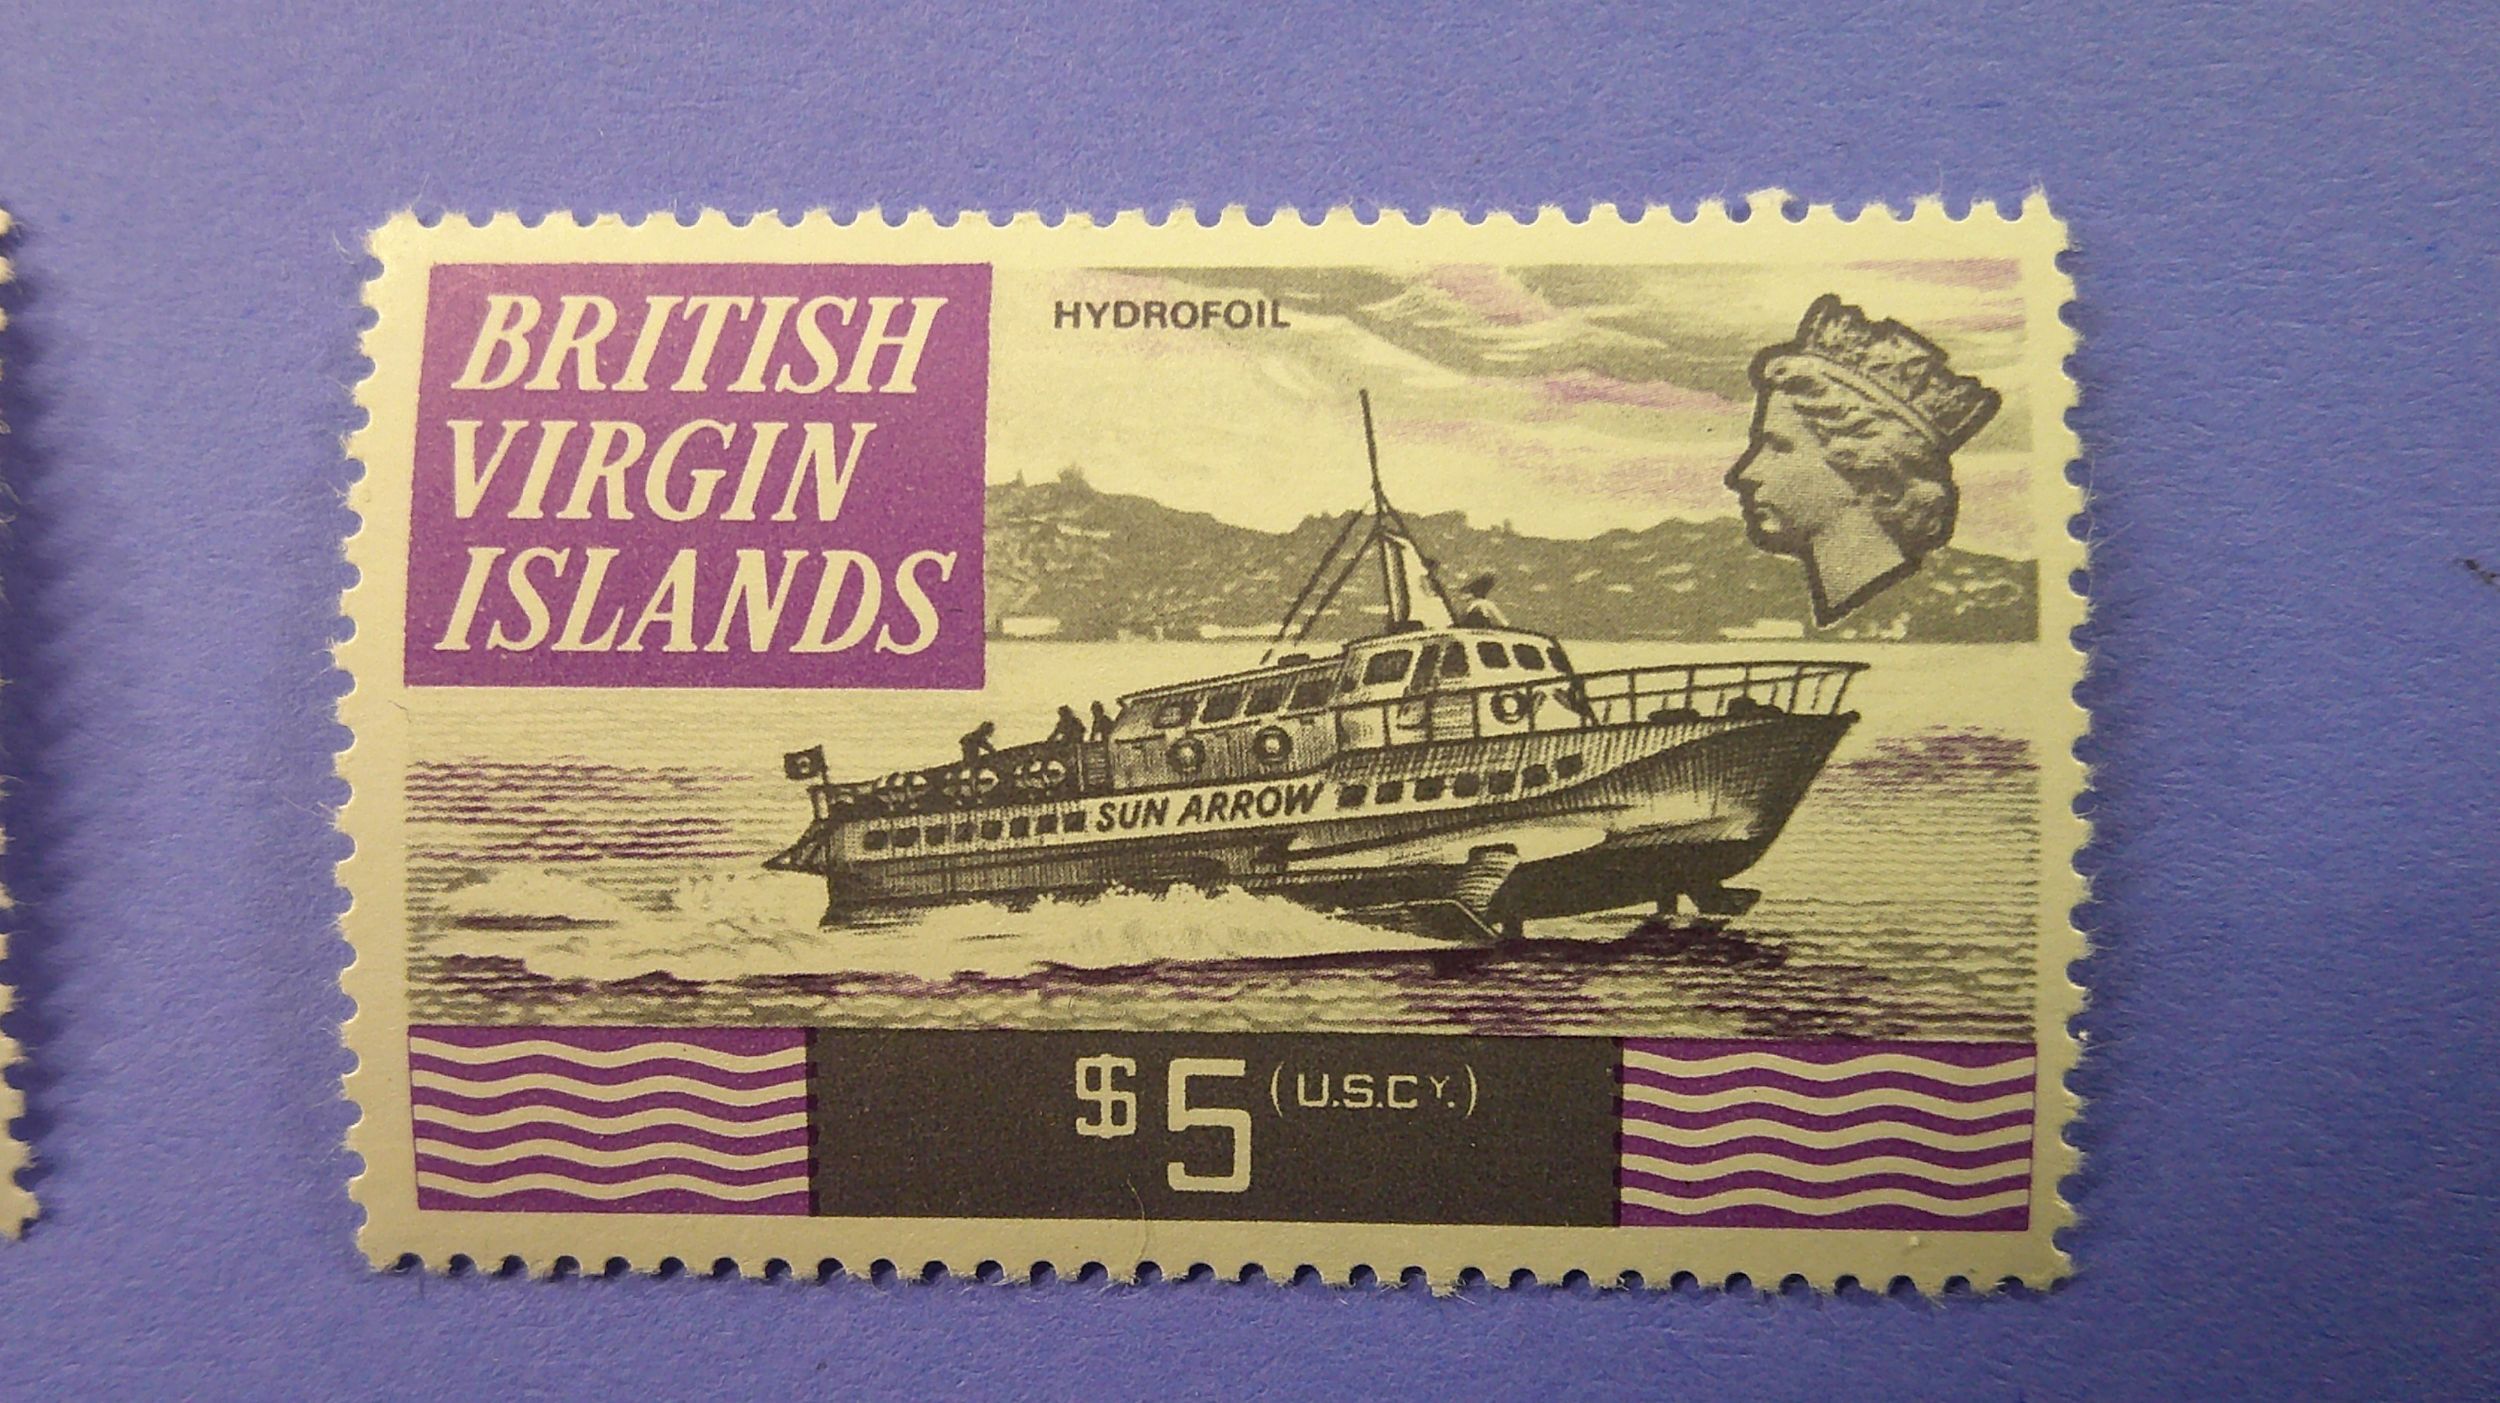 BRITISH
VIRGIN
ISLANDS
HYDROFOIL
SUN ARROW
$5 (U.S.CY.)